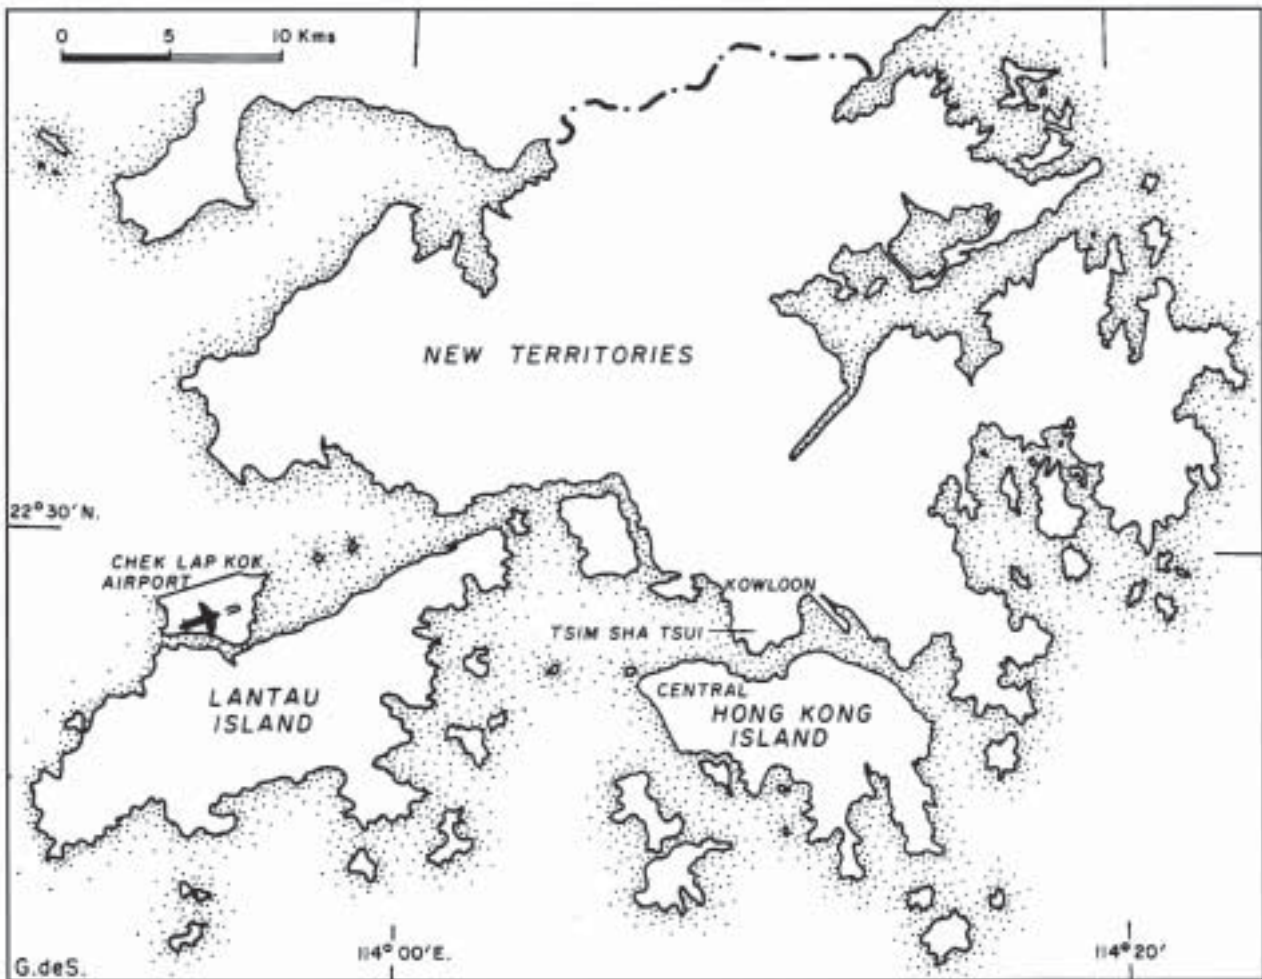 0 5 10 Kms
NEW TERRITORIES
22° 30′ N.
CHEK LAP KOK
AIRPORT
KOWLOON
TSIM SHA TSUI
LANTAU
ISLAND
CENTRAL
HONG KONG
ISLAND
114° 00′ E.
114° 20′
G.deS.